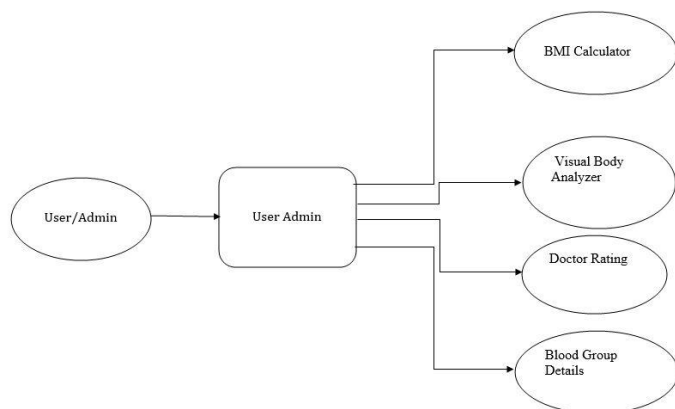 BMI Calculator
Visual Body
Analyzer
User/Admin
User Admin
Doctor Rating
Blood Group
Details